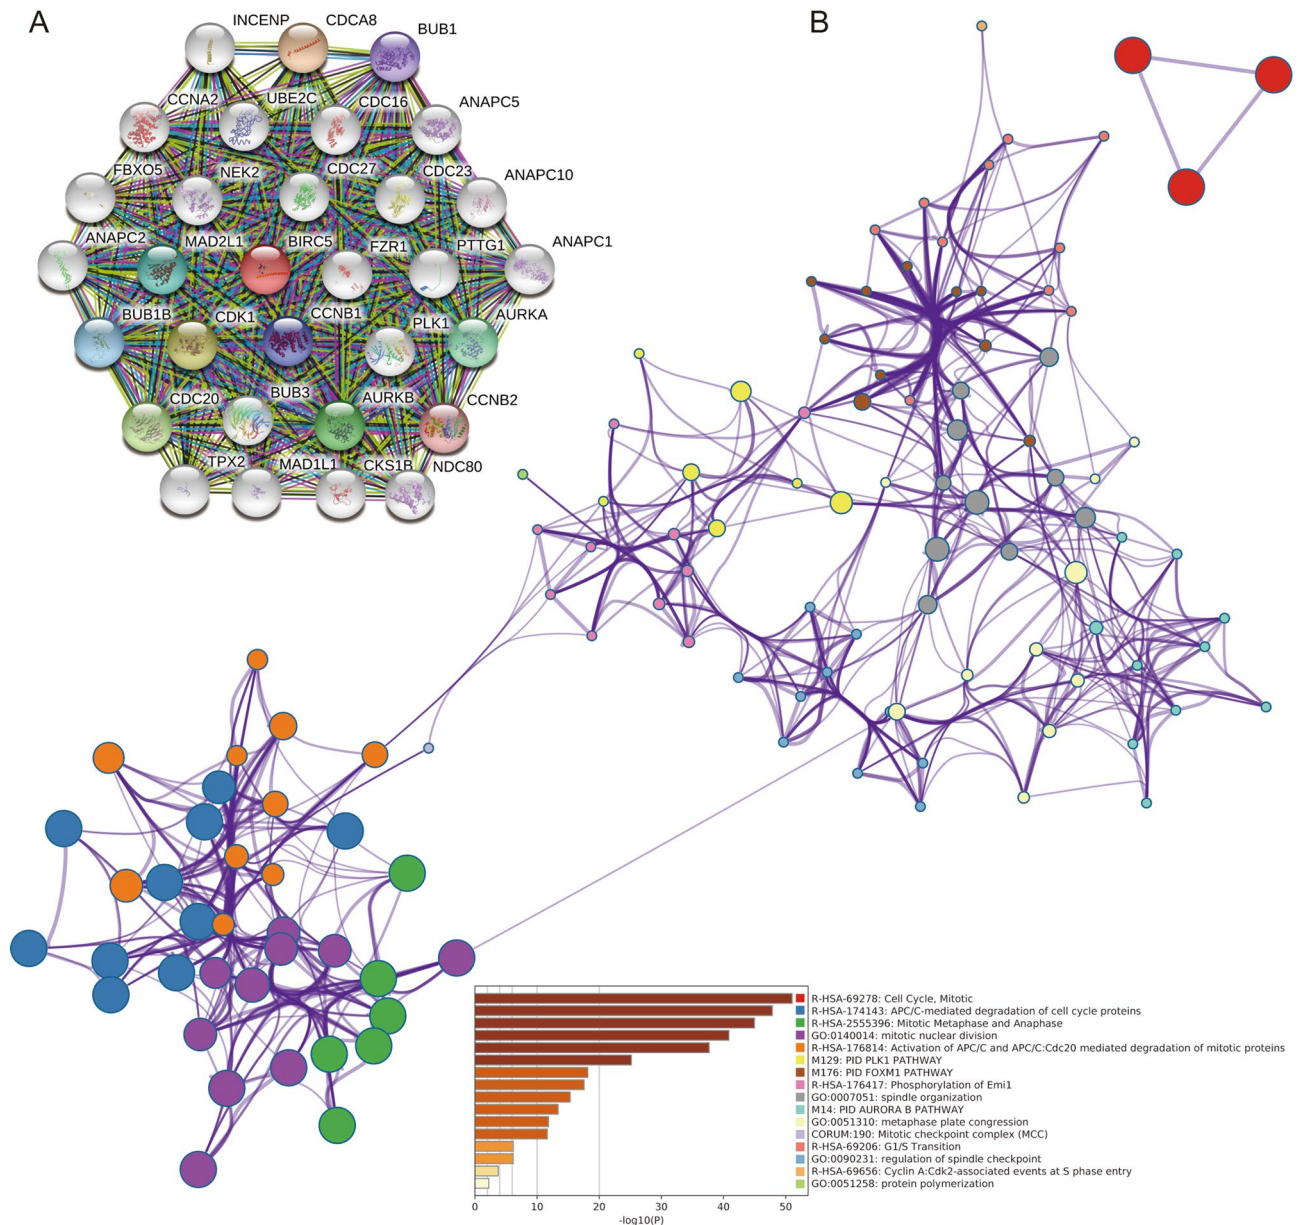 A
B
INCENP CDCA8 BUB1
CCNA2 UBE2C CDC16 ANAPC5
FBXO5 NEK2 CDC27 CDC23 ANAPC10
ANAPC2 MAD2L1 BIRC5 FZR1 PTTG1 ANAPC1
BUB1B CDK1 CCNB1 PLK1 AURKA
CDC20 BUB3 AURKB CCNB2
TPX2 MAD1L1 CKS1B NDC80
R-HSA-69278: Cell Cycle, Mitotic
R-HSA-174143: APC/C-mediated degradation of cell cycle proteins
R-HSA-2555396: Mitotic Metaphase and Anaphase
GO:0140014: mitotic nuclear division
R-HSA-176814: Activation of APC/C and APC/C:Cdc20 mediated degradation of mitotic proteins
M129: PID PLK1 PATHWAY
M176: PID FOXM1 PATHWAY
R-HSA-176417: Phosphorylation of Emi1
GO:0007051: spindle organization
M14: PID AURORA B PATHWAY
GO:0051310: metaphase plate congression
CORUM:190: Mitotic checkpoint complex (MCC)
R-HSA-69206: G1/S Transition
GO:0090231: regulation of spindle checkpoint
R-HSA-69656: Cyclin A:Cdk2-associated events at S phase entry
GO:0051258: protein polymerization
0 10 20 30 40 50
-log10(P)